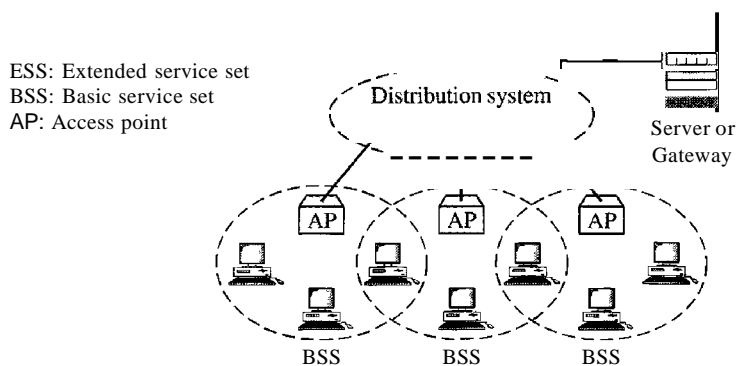 ESS: Extended service set
BSS: Basic service set
AP: Access point
Distribution system
Server or
Gateway
AP AP AP
BSS BSS BSS